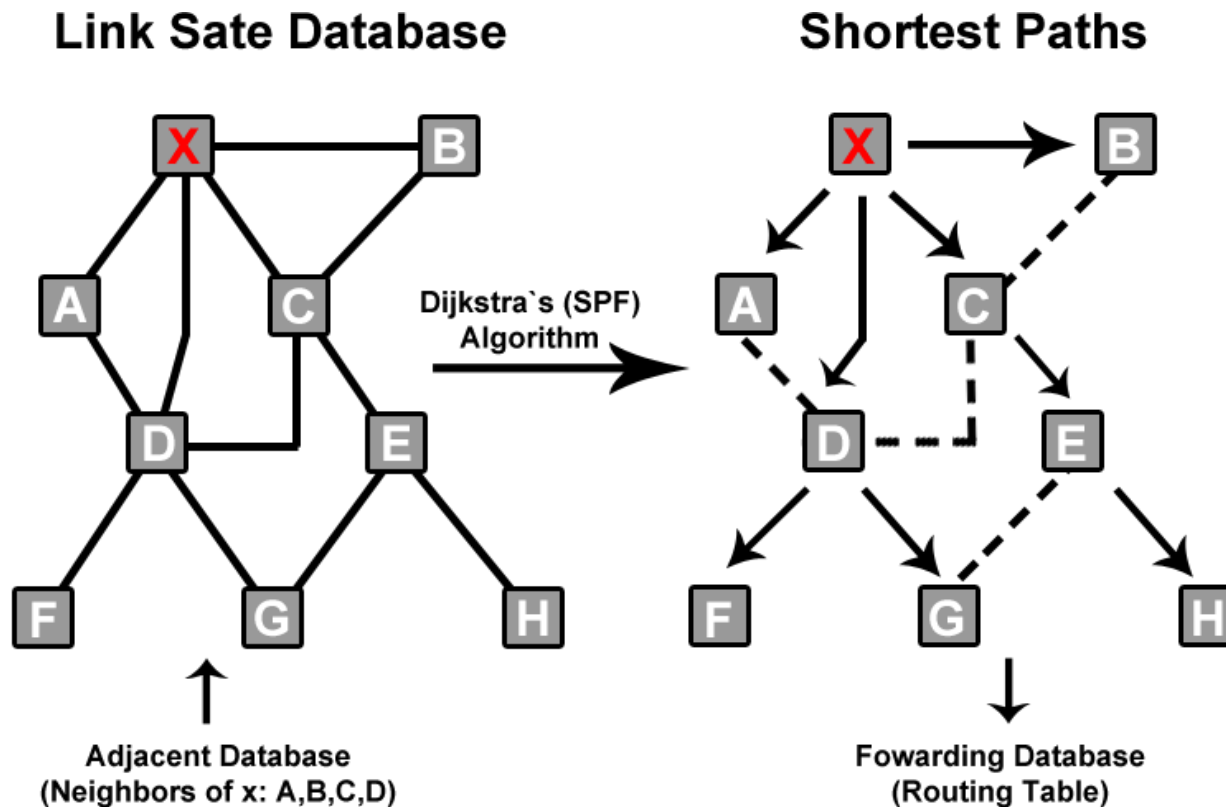 Link Sate Database
Shortest Paths
X
B
A
C
D
E
F
G
H
Adjacent Database
(Neighbors of x: A,B,C,D)
Dijkstra`s (SPF)
Algorithm
X
B
A
C
D
E
F
G
H
Fowarding Database
(Routing Table)